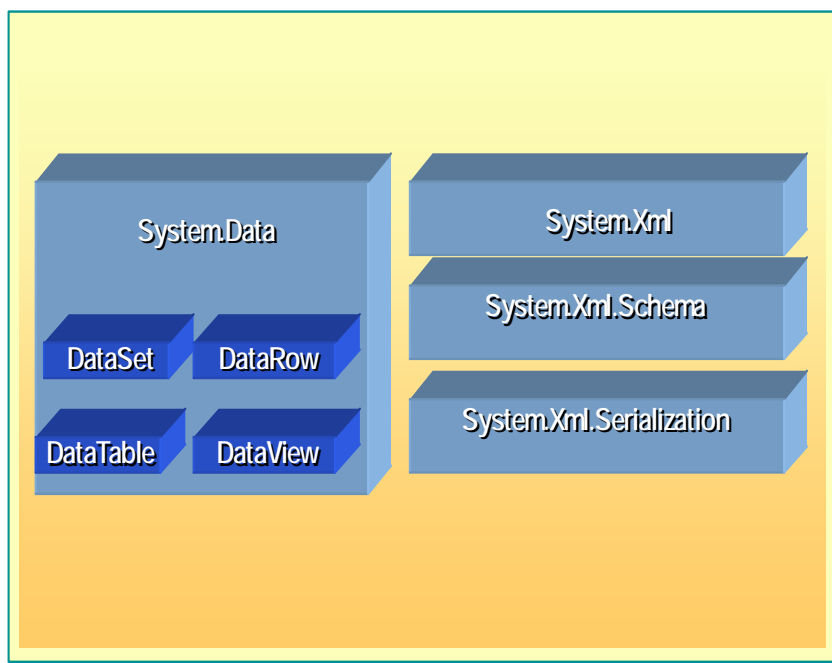 System.Data
DataSet
DataRow
DataTable
DataView
System.Xml
System.Xml.Schema
System.Xml.Serialization